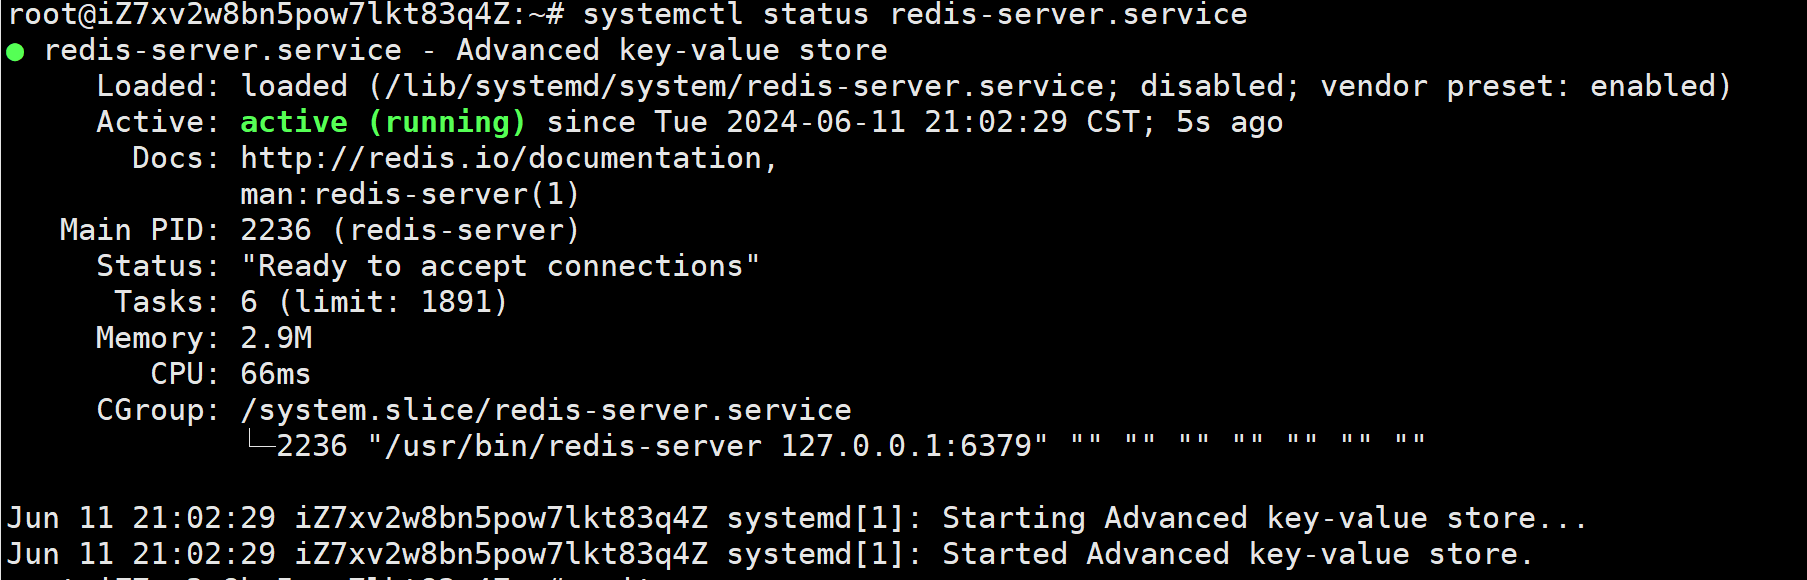 root@iZ7xv2w8bn5pow7lkt83q4Z:~# systemctl status redis-server.service
● redis-server.service - Advanced key-value store
     Loaded: loaded (/lib/systemd/system/redis-server.service; disabled; vendor preset: enabled)
     Active: active (running) since Tue 2024-06-11 21:02:29 CST; 5s ago
       Docs: http://redis.io/documentation,
             man:redis-server(1)
   Main PID: 2236 (redis-server)
     Status: "Ready to accept connections"
      Tasks: 6 (limit: 1891)
     Memory: 2.9M
        CPU: 66ms
     CGroup: /system.slice/redis-server.service
             └─2236 "/usr/bin/redis-server 127.0.0.1:6379" "" "" "" "" "" "" ""
Jun 11 21:02:29 iZ7xv2w8bn5pow7lkt83q4Z systemd[1]: Starting Advanced key-value store...
Jun 11 21:02:29 iZ7xv2w8bn5pow7lkt83q4Z systemd[1]: Started Advanced key-value store.